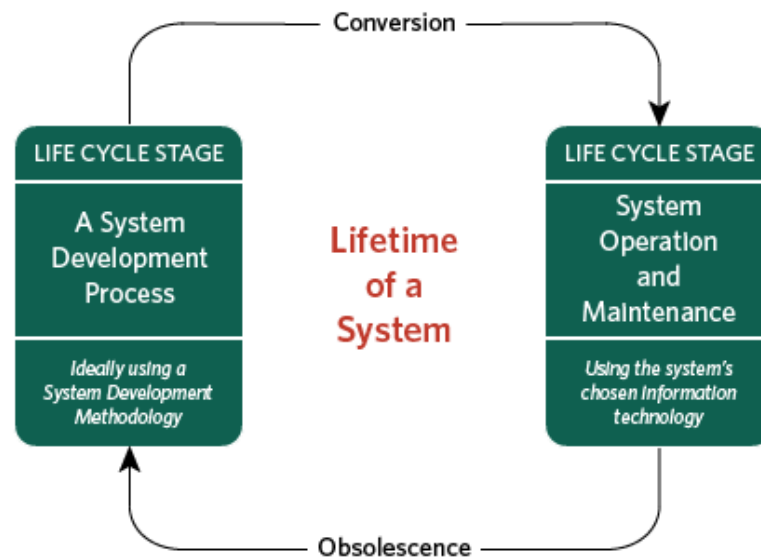 Conversion
LIFE CYCLE STAGE
A System
Development
Process
Ideally using a
System Development
Methodology
Lifetime
of a
System
LIFE CYCLE STAGE
System
Operation
and
Maintenance
Using the system's
chosen information
technology
Obsolescence